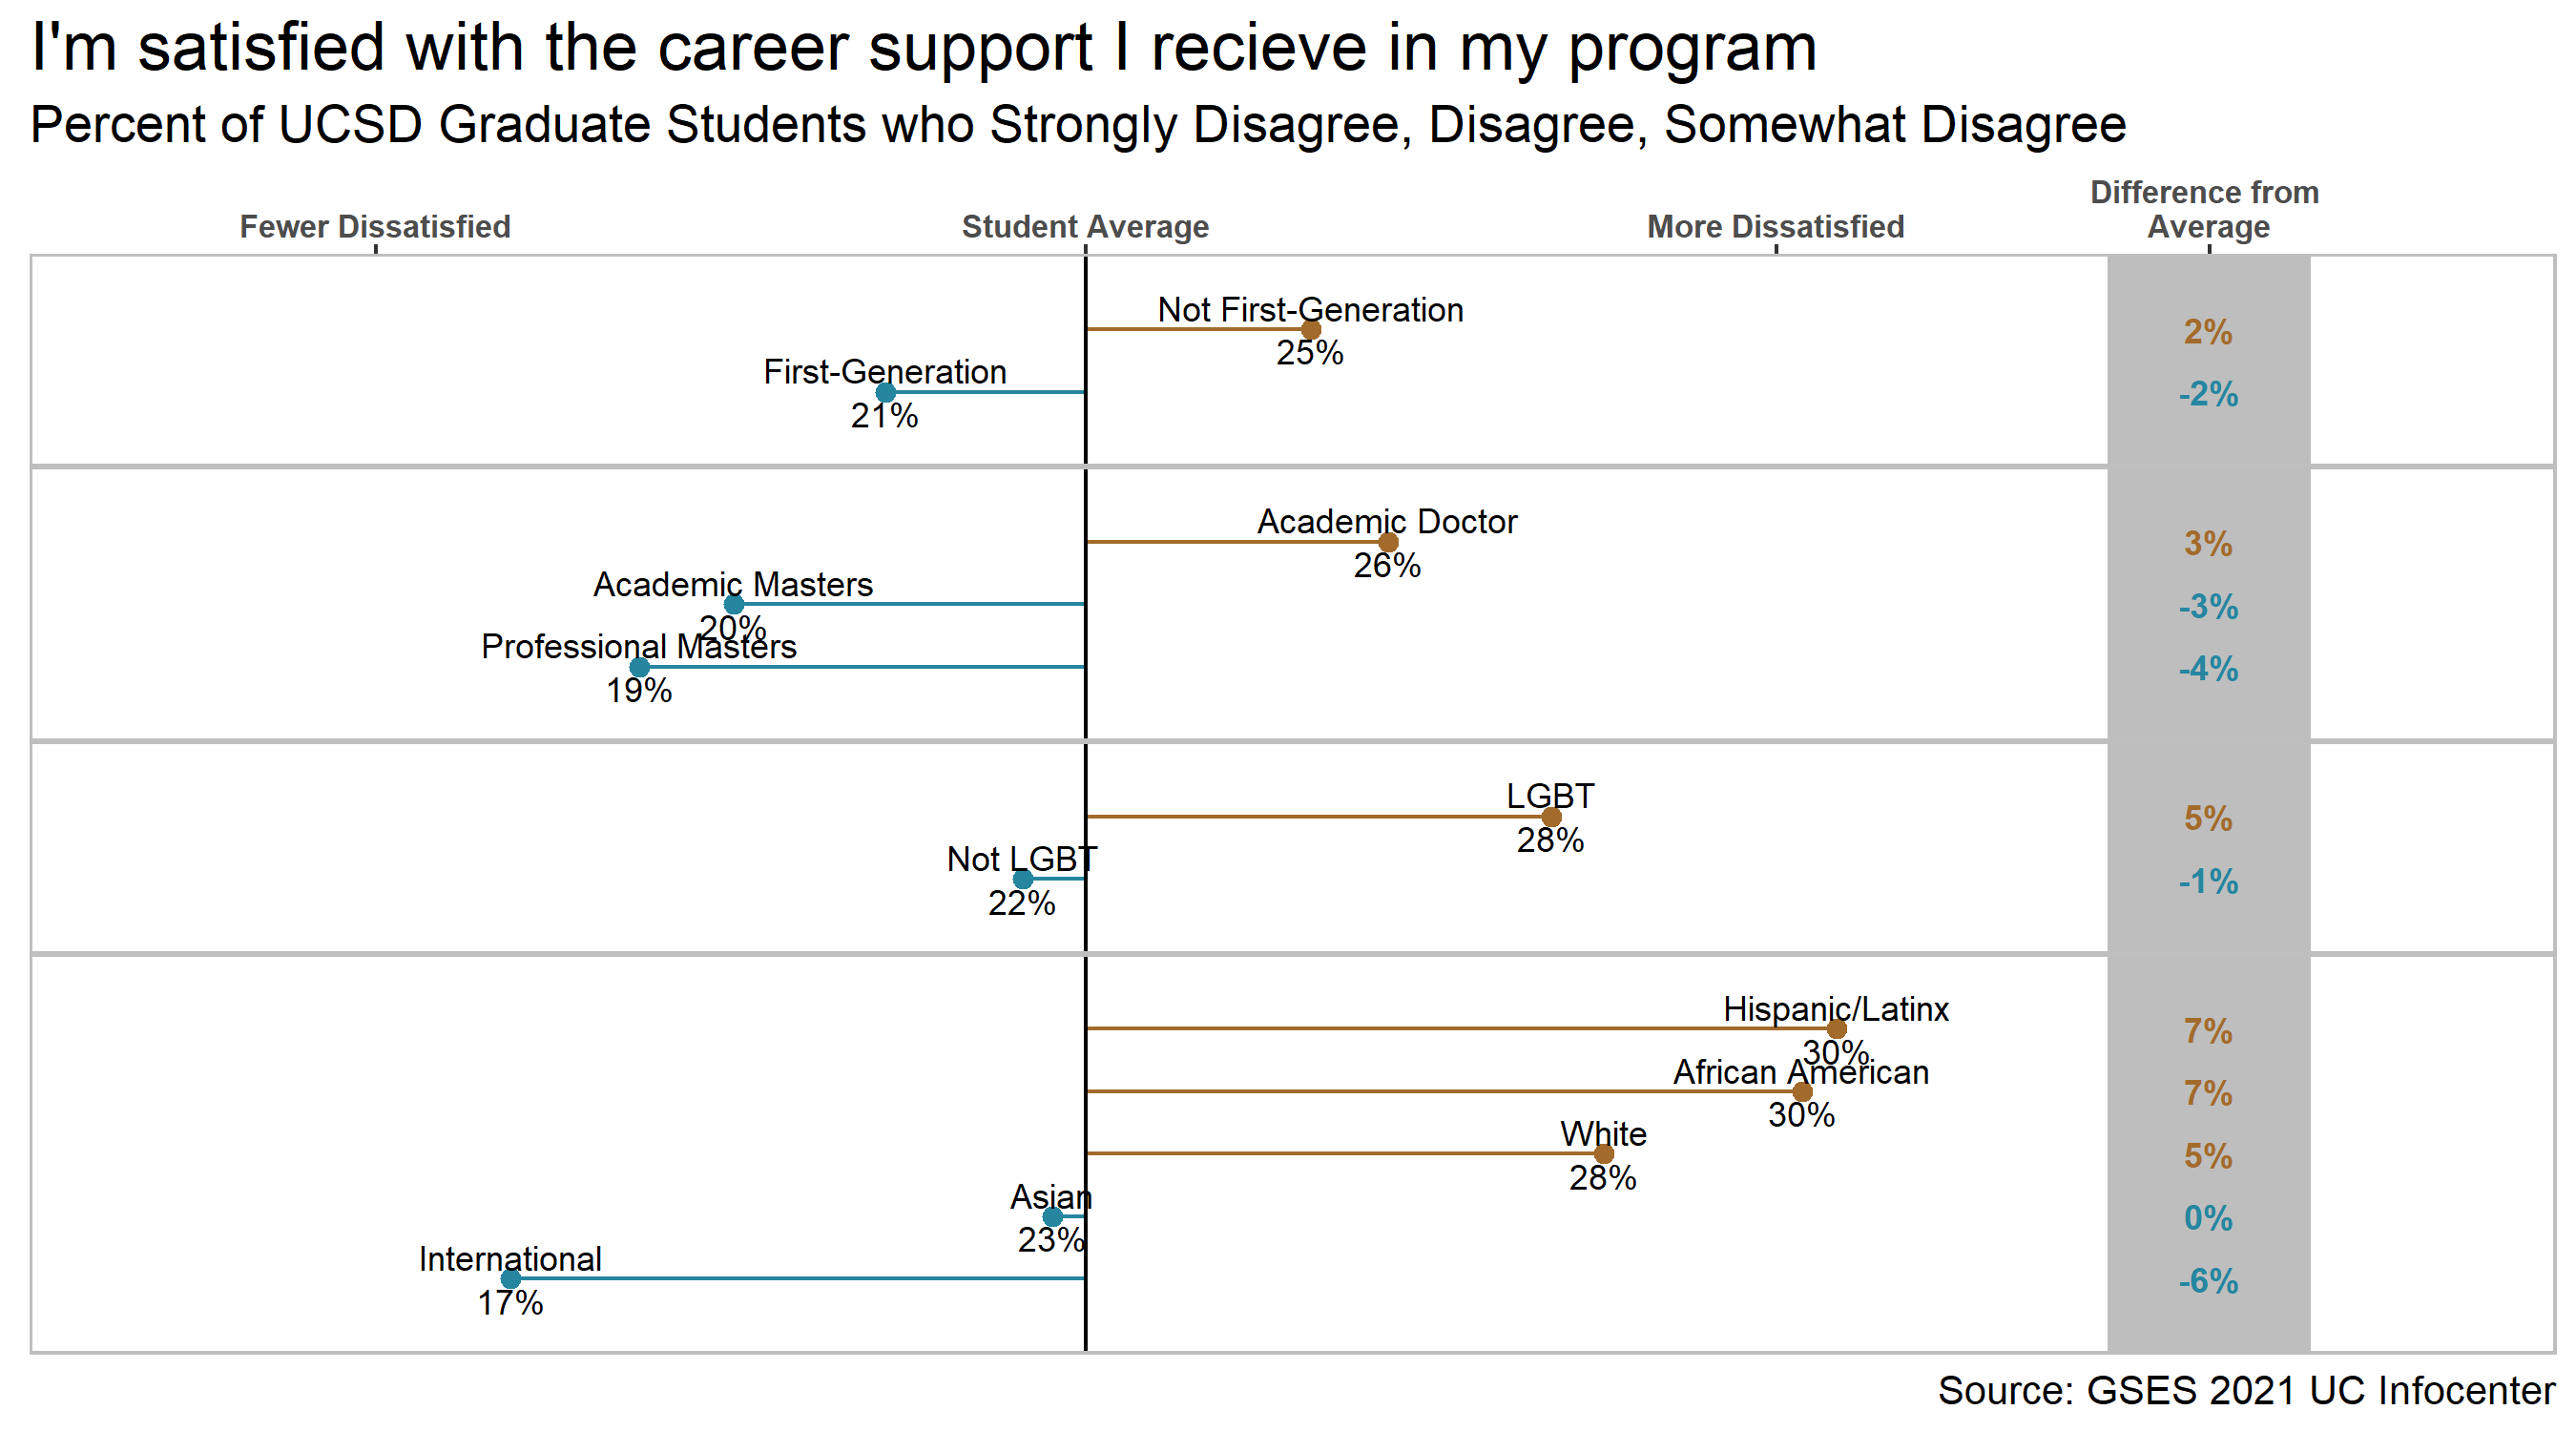 I'm satisfied with the career support I recieve in my program
Percent of UCSD Graduate Students who Strongly Disagree, Disagree, Somewhat Disagree
Fewer Dissatisfied
Student Average
More Dissatisfied
Difference from
Average
Not First-Generation
25%
2%
First-Generation
21%
-2%
Academic Doctor
26%
3%
Academic Masters
20%
-3%
Professional Masters
19%
-4%
LGBT
28%
5%
Not LGBT
22%
-1%
Hispanic/Latinx
30%
7%
African American
30%
7%
White
28%
5%
Asian
23%
0%
International
17%
-6%
Source: GSES 2021 UC Infocenter